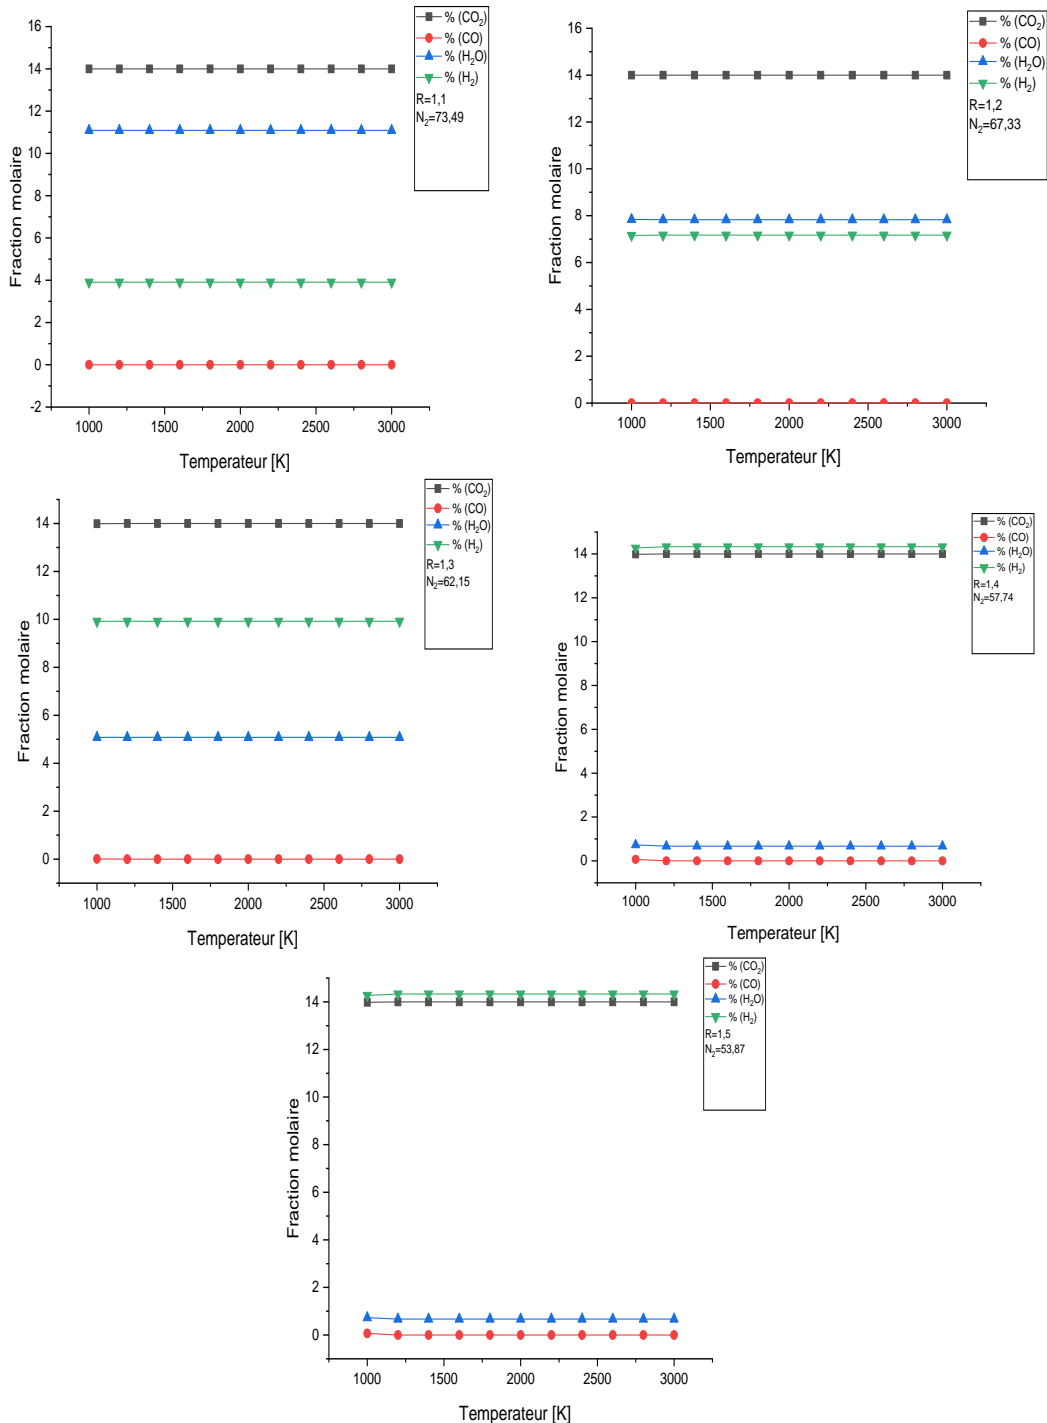 % (CO₂)
% (CO)
% (H₂O)
% (H₂)
R=1,1
N₂=73,49
16
14
12
10
8
6
4
2
0
-2
Fraction molaire
1000 1500 2000 2500 3000
Temperateur [K]
% (CO₂)
% (CO)
% (H₂O)
% (H₂)
R=1,2
N₂=67,33
16
14
12
10
8
6
4
2
0
Fraction molaire
1000 1500 2000 2500 3000
Temperateur [K]
% (CO₂)
% (CO)
% (H₂O)
% (H₂)
R=1,3
N₂=62,15
14
12
10
8
6
4
2
0
Fraction molaire
1000 1500 2000 2500 3000
Temperateur [K]
% (CO₂)
% (CO)
% (H₂O)
% (H₂)
R=1,4
N₂=57,74
14
12
10
8
6
4
2
0
Fraction molaire
1000 1500 2000 2500 3000
Temperateur [K]
% (CO₂)
% (CO)
% (H₂O)
% (H₂)
R=1,5
N₂=53,87
14
12
10
8
6
4
2
0
Fraction molaire
1000 1500 2000 2500 3000
Temperateur [K]